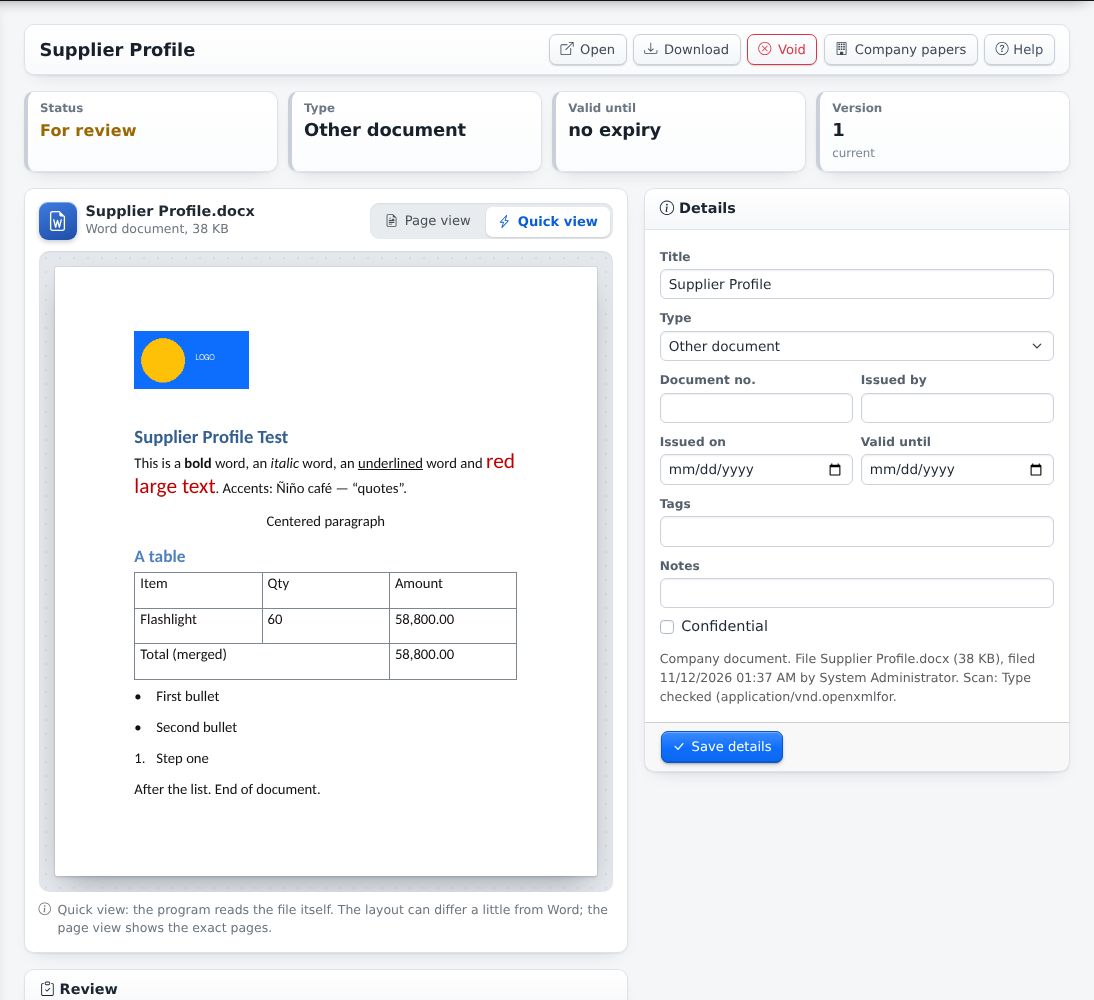 Supplier Profile
Open
Download
Void
Company papers
Help
Status
For review
Type
Other document
Valid until
no expiry
Version
1
current
Supplier Profile.docx
Word document, 38 KB
Page view
Quick view
LOGO
Supplier Profile Test
This is a bold word, an italic word, an underlined word and red
large text. Accents: Ñiño café — “quotes”.
Centered paragraph
A table
Item Qty Amount
Flashlight 60 58,800.00
Total (merged) 58,800.00
• First bullet
• Second bullet
1. Step one
After the list. End of document.
Quick view: the program reads the file itself. The layout can differ a little from Word; the
page view shows the exact pages.
Review
Details
Title
Supplier Profile
Type
Other document
Document no. Issued by
Issued on Valid until
mm/dd/yyyy mm/dd/yyyy
Tags
Notes
Confidential
Company document. File Supplier Profile.docx (38 KB), filed
11/12/2026 01:37 AM by System Administrator. Scan: Type
checked (application/vnd.openxmlfor.
Save details